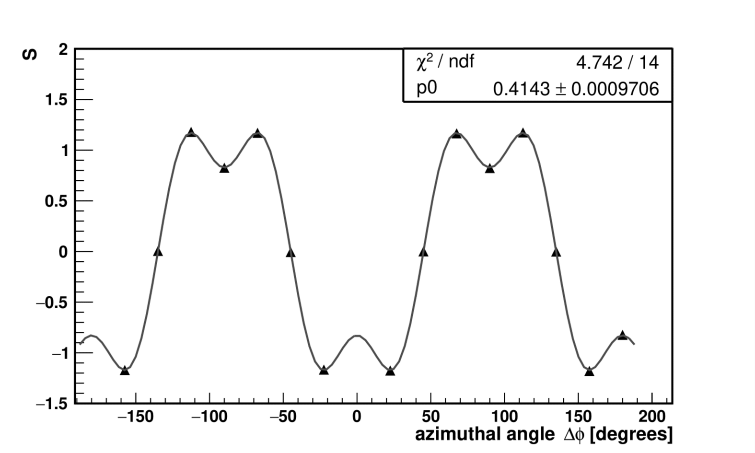 S
2
χ² / ndf 4.742 / 14
p0 0.4143 ± 0.0009706
1.5
1
0.5
0
−0.5
−1
−1.5
−150 −100 −50 0 50 100 150 200
azimuthal angle Δϕ [degrees]